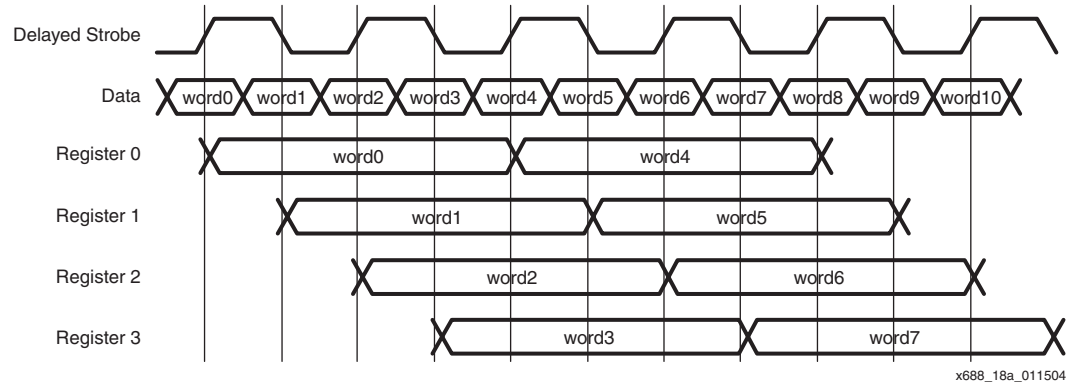 Delayed Strobe
Data word0 word1 word2 word3 word4 word5 word6 word7 word8 word9 word10
Register 0 word0 word4
Register 1 word1 word5
Register 2 word2 word6
Register 3 word3 word7
x688_18a_011504